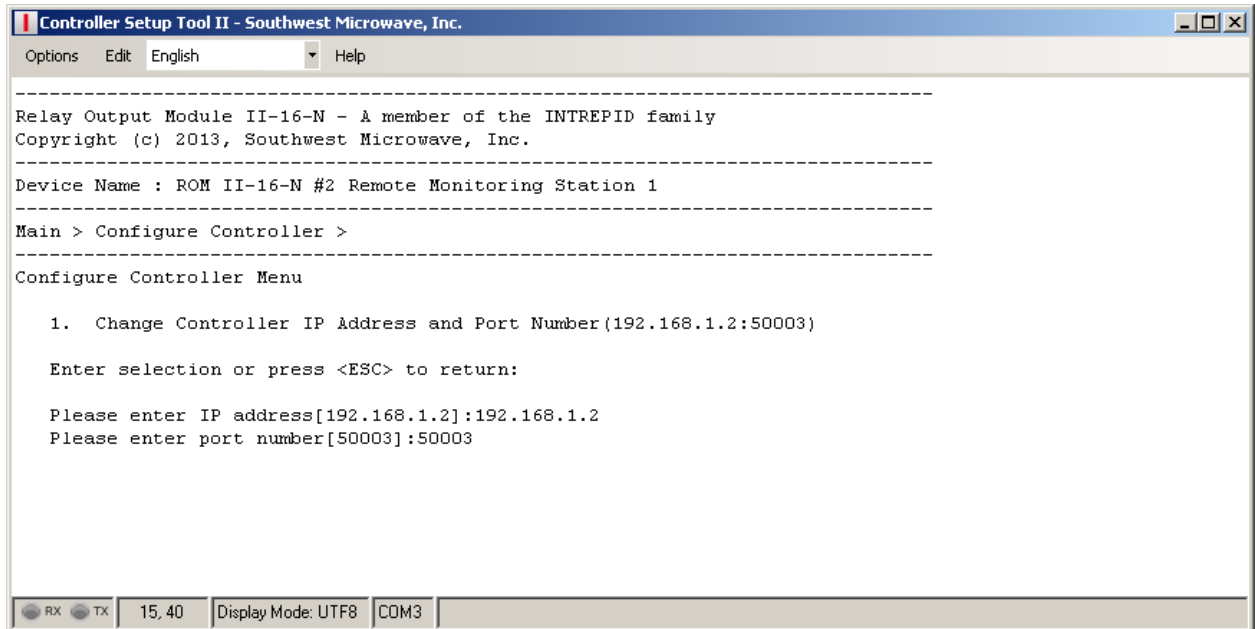 Controller Setup Tool II - Southwest Microwave, Inc.
Options Edit English Help
--------------------------------------------------------------------------------
Relay Output Module II-16-N - A member of the INTREPID family
Copyright (c) 2013, Southwest Microwave, Inc.
--------------------------------------------------------------------------------
Device Name : ROM II-16-N #2 Remote Monitoring Station 1
--------------------------------------------------------------------------------
Main > Configure Controller >
--------------------------------------------------------------------------------
Configure Controller Menu
1. Change Controller IP Address and Port Number(192.168.1.2:50003)
Enter selection or press <ESC> to return:
Please enter IP address[192.168.1.2]:192.168.1.2
Please enter port number[50003]:50003
RX TX 15, 40 Display Mode: UTF8 COM3